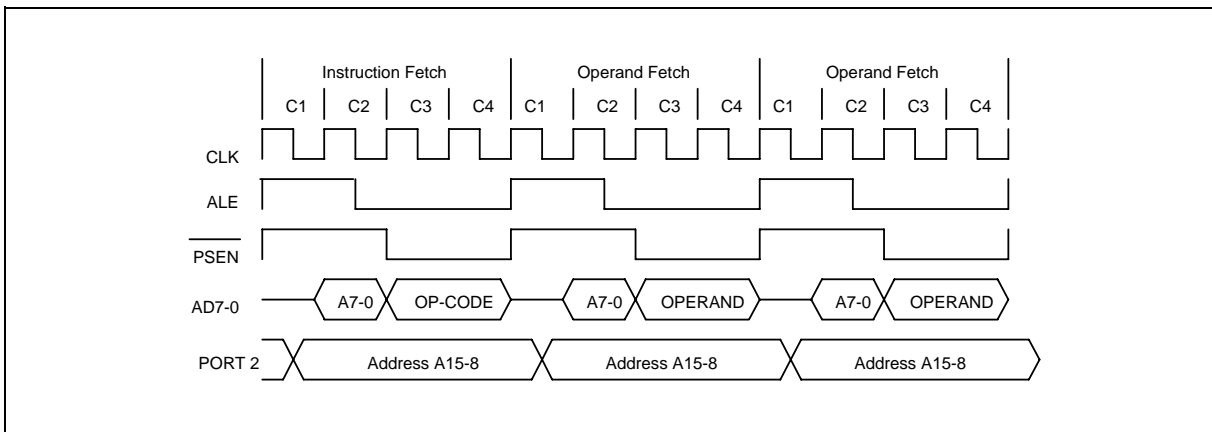 Instruction Fetch Operand Fetch Operand Fetch
C1 C2 C3 C4 C1 C2 C3 C4 C1 C2 C3 C4
CLK
ALE
PSEN
AD7-0 A7-0 OP-CODE A7-0 OPERAND A7-0 OPERAND
PORT 2 Address A15-8 Address A15-8 Address A15-8